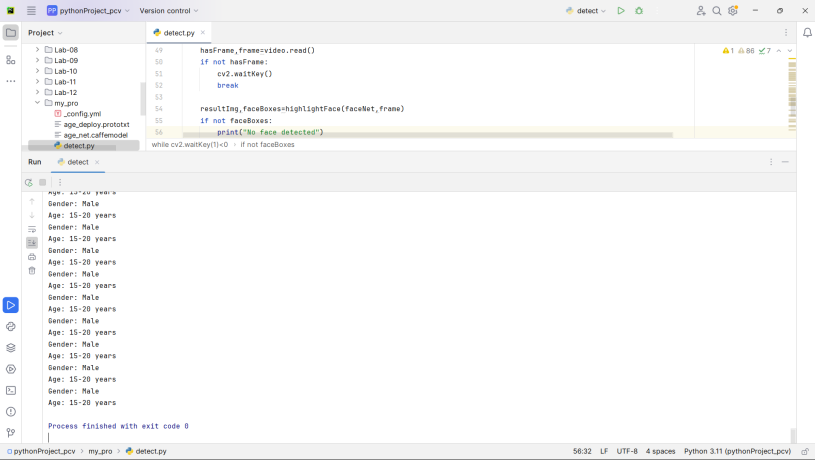 PP pythonProject_pcv Version control detect
Project
detect.py
Lab-08
Lab-09
Lab-10
Lab-11
Lab-12
my_pro
_config.yml
age_deploy.prototxt
age_net.caffemodel
detect.py
49 hasFrame,frame=video.read()
50 if not hasFrame:
51 cv2.waitKey()
52 break
53
54 resultImg,faceBoxes=highlightFace(faceNet,frame)
55 if not faceBoxes:
56 print("No face detected")
1 86 7
while cv2.waitKey(1)<0 › if not faceBoxes
Run detect
Age: 15-20 years
Gender: Male
Age: 15-20 years
Gender: Male
Age: 15-20 years
Gender: Male
Age: 15-20 years
Gender: Male
Age: 15-20 years
Gender: Male
Age: 15-20 years
Gender: Male
Age: 15-20 years
Gender: Male
Age: 15-20 years
Gender: Male
Age: 15-20 years
Gender: Male
Age: 15-20 years
Process finished with exit code 0
pythonProject_pcv › my_pro › detect.py 56:32 LF UTF-8 4 spaces Python 3.11 (pythonProject_pcv)